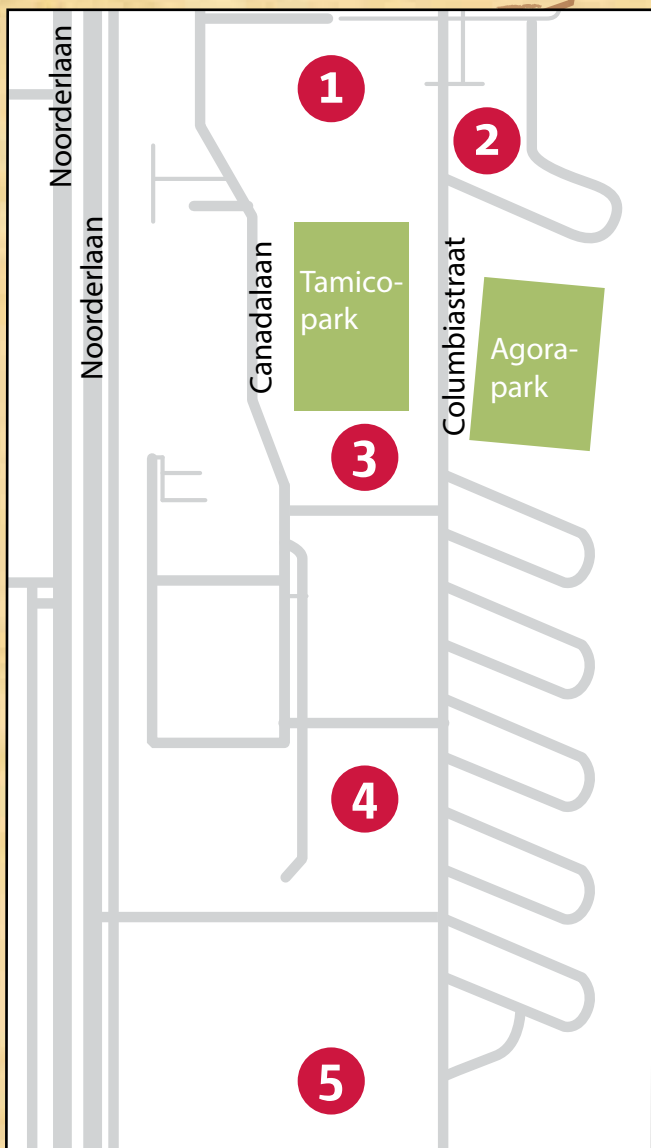 1
Noorderlaan
2
Noorderlaan
Canadalaan
Tamico-
park
Columbiastraat
Agora-
park
3
4
5